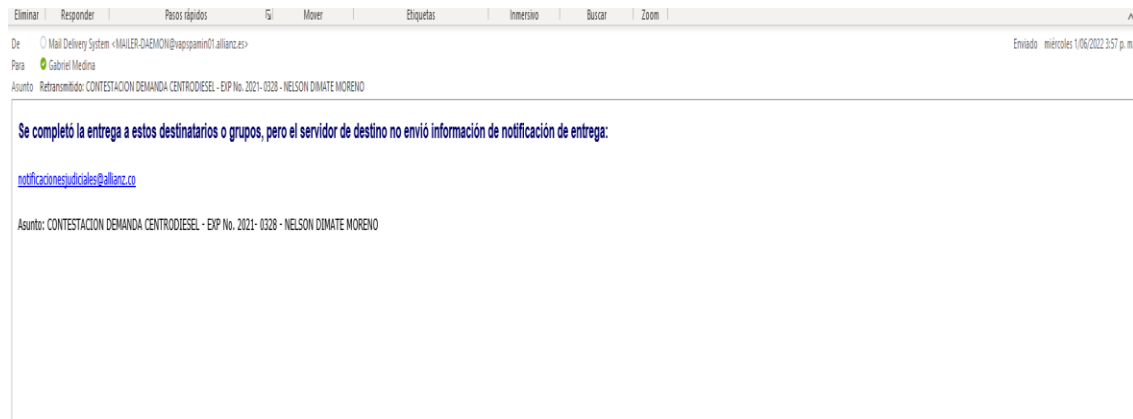 Eliminar Responder Pasos rápidos Mover Etiquetas Inmersivo Buscar Zoom
De Mail Delivery System <MAILER-DAEMON@vapspamin01.allianz.es> Enviado miércoles 1/06/2022 3:57 p. m.
Para Gabriel Medina
Asunto Retransmitido: CONTESTACION DEMANDA CENTRODIESEL - EXP No. 2021- 0328 - NELSON DIMATE MORENO
Se completó la entrega a estos destinatarios o grupos, pero el servidor de destino no envió información de notificación de entrega:
notificacionesjudiciales@allianz.co
Asunto: CONTESTACION DEMANDA CENTRODIESEL - EXP No. 2021- 0328 - NELSON DIMATE MORENO